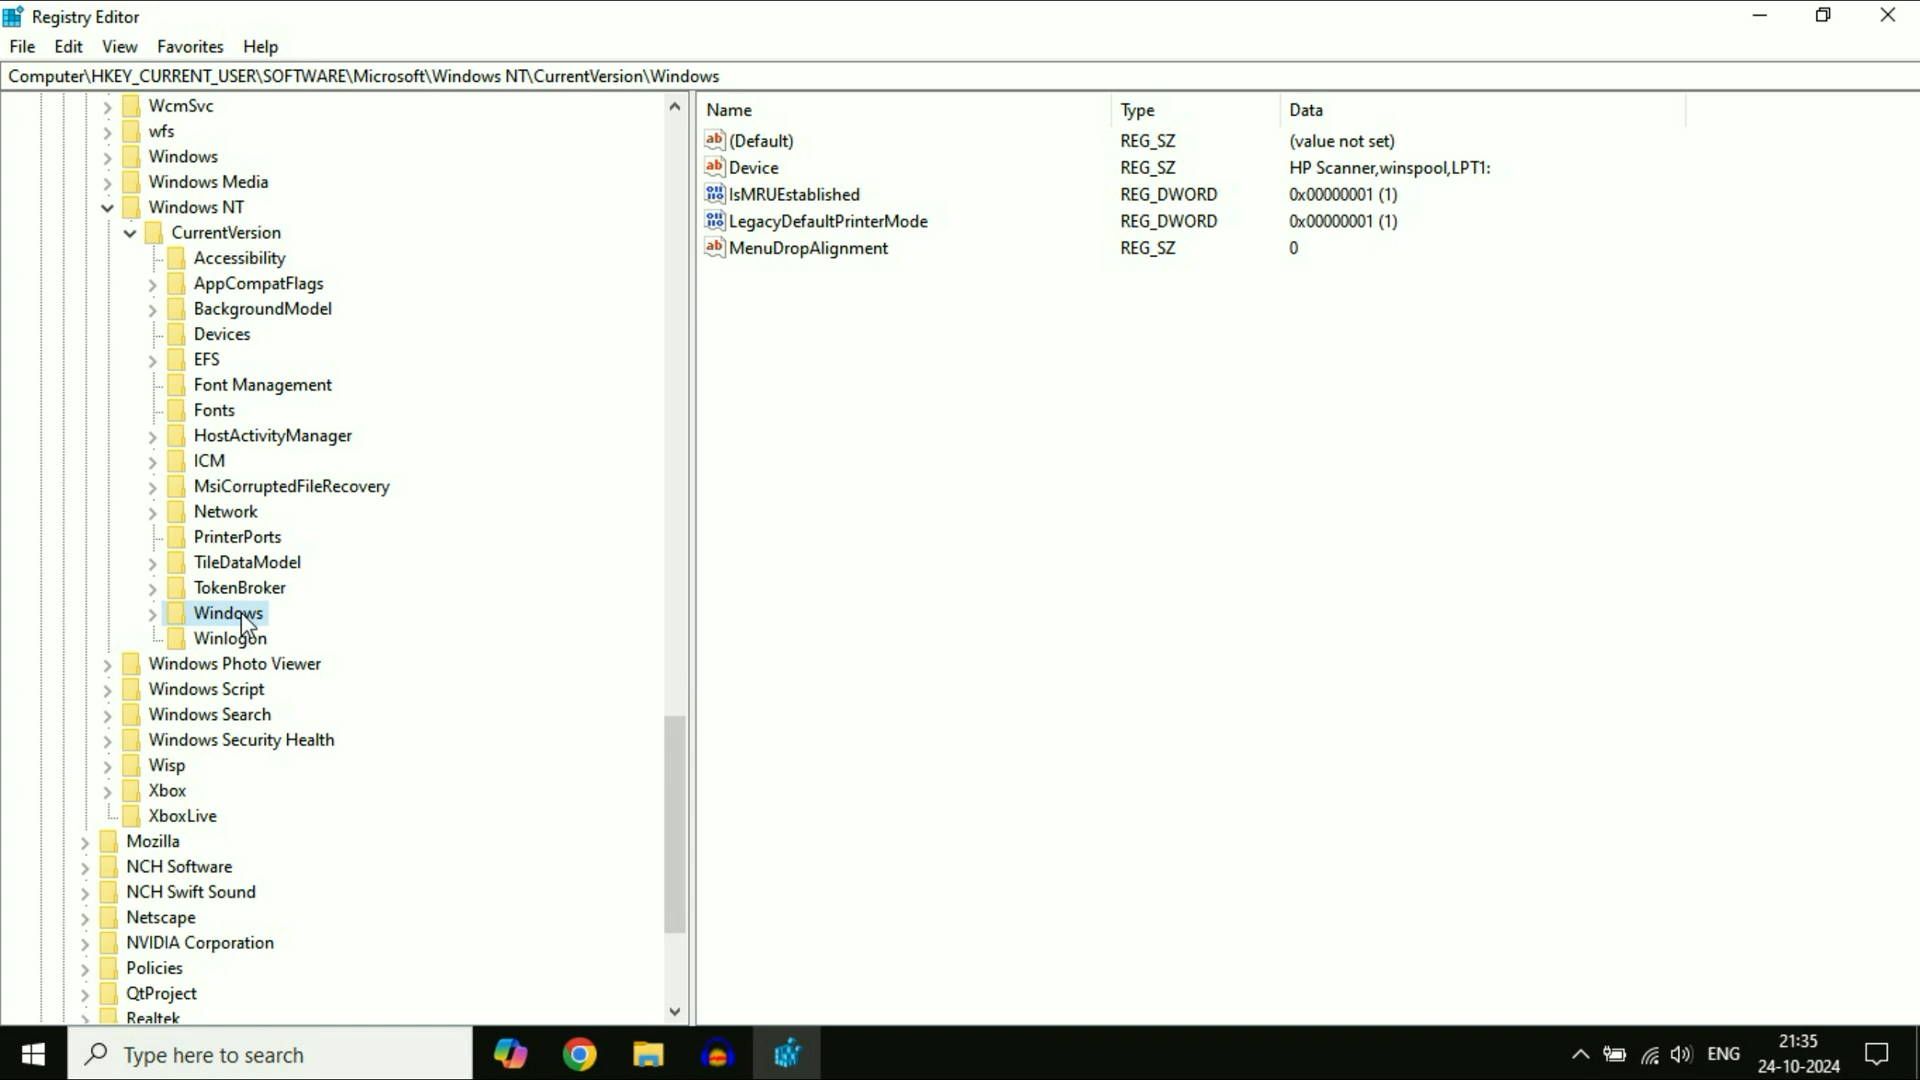 Registry Editor
File Edit View Favorites Help
Computer\HKEY_CURRENT_USER\SOFTWARE\Microsoft\Windows NT\CurrentVersion\Windows
WcmSvc
wfs
Windows
Windows Media
Windows NT
CurrentVersion
Accessibility
AppCompatFlags
BackgroundModel
Devices
EFS
Font Management
Fonts
HostActivityManager
ICM
MsiCorruptedFileRecovery
Network
PrinterPorts
TileDataModel
TokenBroker
Windows
Winlogon
Windows Photo Viewer
Windows Script
Windows Search
Windows Security Health
Wisp
Xbox
XboxLive
Mozilla
NCH Software
NCH Swift Sound
Netscape
NVIDIA Corporation
Policies
QtProject
Realtek
Name Type Data
(Default) REG_SZ (value not set)
Device REG_SZ HP Scanner,winspool,LPT1:
IsMRUEstablished REG_DWORD 0x00000001 (1)
LegacyDefaultPrinterMode REG_DWORD 0x00000001 (1)
MenuDropAlignment REG_SZ 0
Type here to search
ENG
21:35
24-10-2024